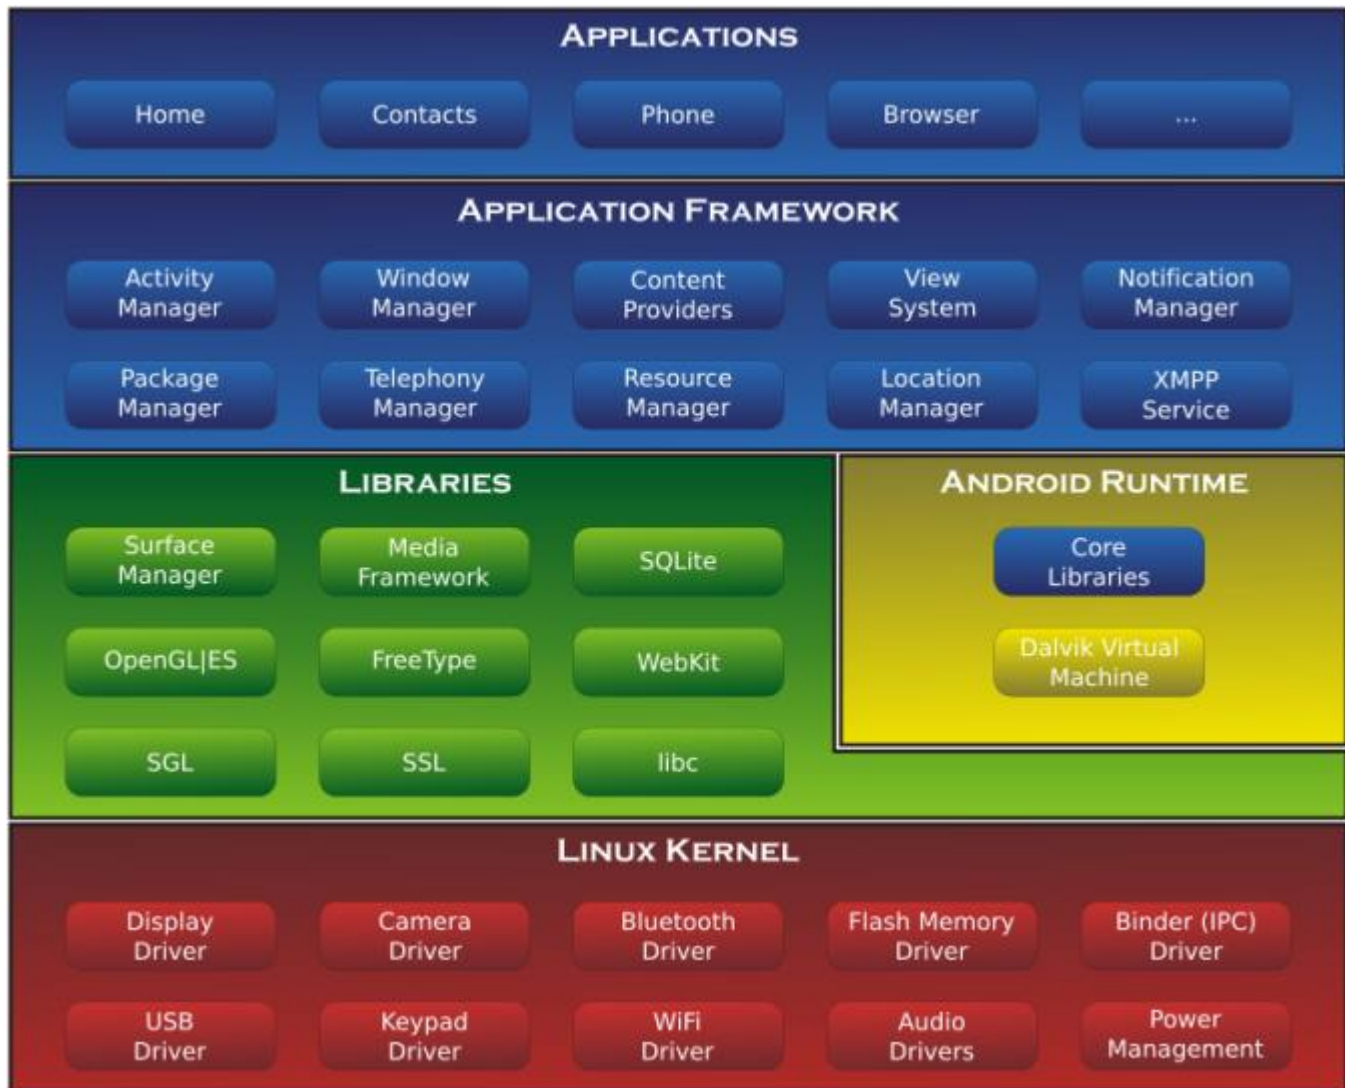 APPLICATIONS
Home
Contacts
Phone
Browser
...
APPLICATION FRAMEWORK
Activity
Manager
Window
Manager
Content
Providers
View
System
Notification
Manager
Package
Manager
Telephony
Manager
Resource
Manager
Location
Manager
XMPP
Service
LIBRARIES
Surface
Manager
Media
Framework
SQLite
OpenGL|ES
FreeType
WebKit
SGL
SSL
libc
ANDROID RUNTIME
Core
Libraries
Dalvik Virtual
Machine
LINUX KERNEL
Display
Driver
Camera
Driver
Bluetooth
Driver
Flash Memory
Driver
Binder (IPC)
Driver
USB
Driver
Keypad
Driver
WiFi
Driver
Audio
Drivers
Power
Management